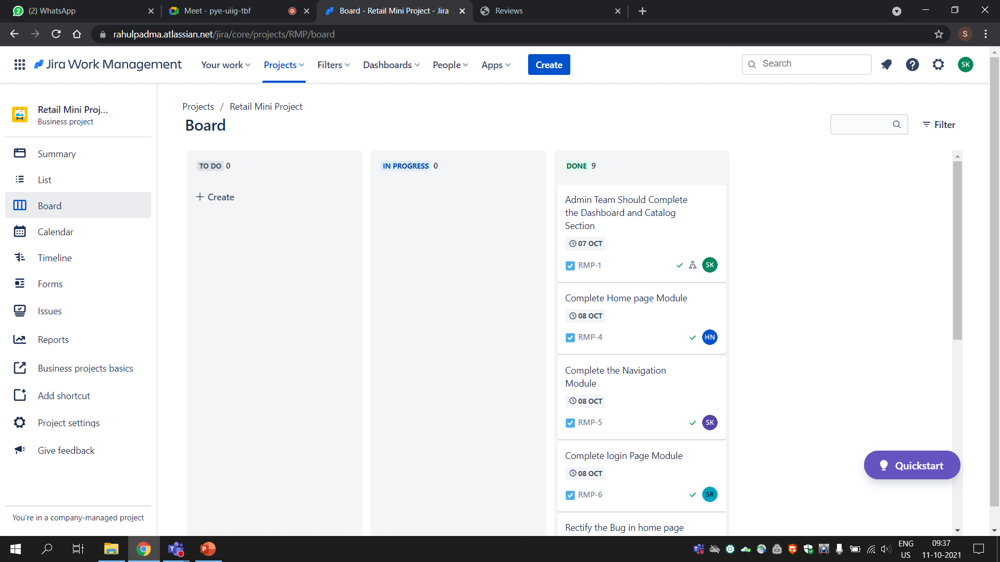 (2) WhatsApp
Meet - pye-uiig-tbf
Board - Retail Mini Project - Jira
Reviews
rahulpadma.atlassian.net/jira/core/projects/RMP/board
S
Jira Work Management
Your work
Projects
Filters
Dashboards
People
Apps
Create
Search
SK
Retail Mini Proj...
Business project
Summary
List
Board
Calendar
Timeline
Forms
Issues
Reports
Business projects basics
Add shortcut
Project settings
Give feedback
You're in a company-managed project
Projects / Retail Mini Project
Board
Filter
TO DO 0
+ Create
IN PROGRESS 0
DONE 9
Admin Team Should Complete
the Dashboard and Catalog
Section
07 OCT
RMP-1
SK
Complete Home page Module
08 OCT
RMP-4
HN
Complete the Navigation
Module
08 OCT
RMP-5
SK
Complete login Page Module
08 OCT
RMP-6
SR
Rectify the Bug in home page
Quickstart
ENG
US
09:37
11-10-2021